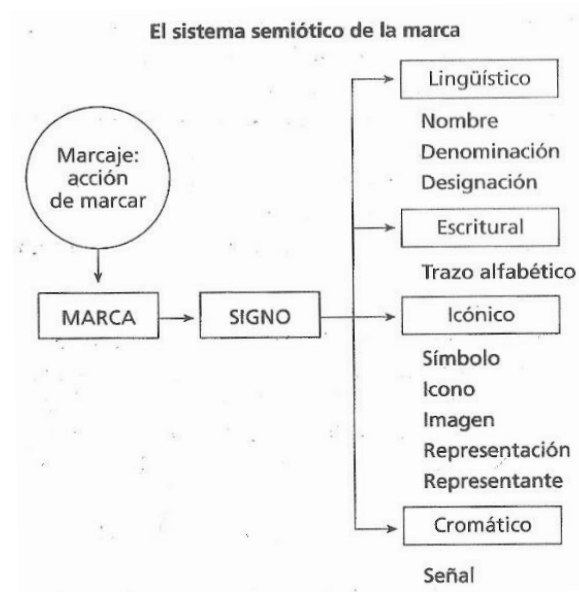 El sistema semiótico de la marca
Marcaje:
acción
de marcar
MARCA
SIGNO
Lingüístico
Nombre
Denominación
Designación
Escritural
Trazo alfabético
Icónico
Símbolo
Icono
Imagen
Representación
Representante
Cromático
Señal